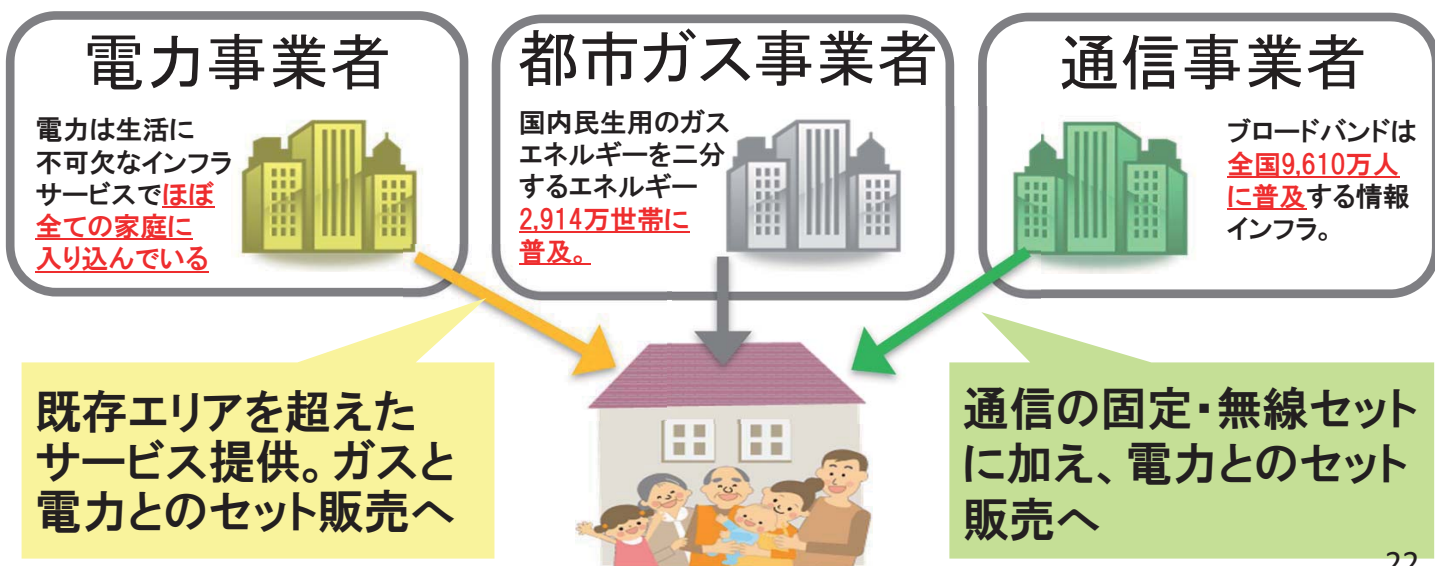 電力事業者
電力は生活に
不可欠なインフラ
サービスでほぼ
全ての家庭に
入り込んでいる
都市ガス事業者
国内民生用のガス
エネルギーを二分
するエネルギー
2,914万世帯に
普及。
通信事業者
ブロードバンドは
全国9,610万人
に普及する情報
インフラ。
既存エリアを超えた
サービス提供。ガスと
電力とのセット販売へ
通信の固定・無線セット
に加え、電力とのセット
販売へ
22